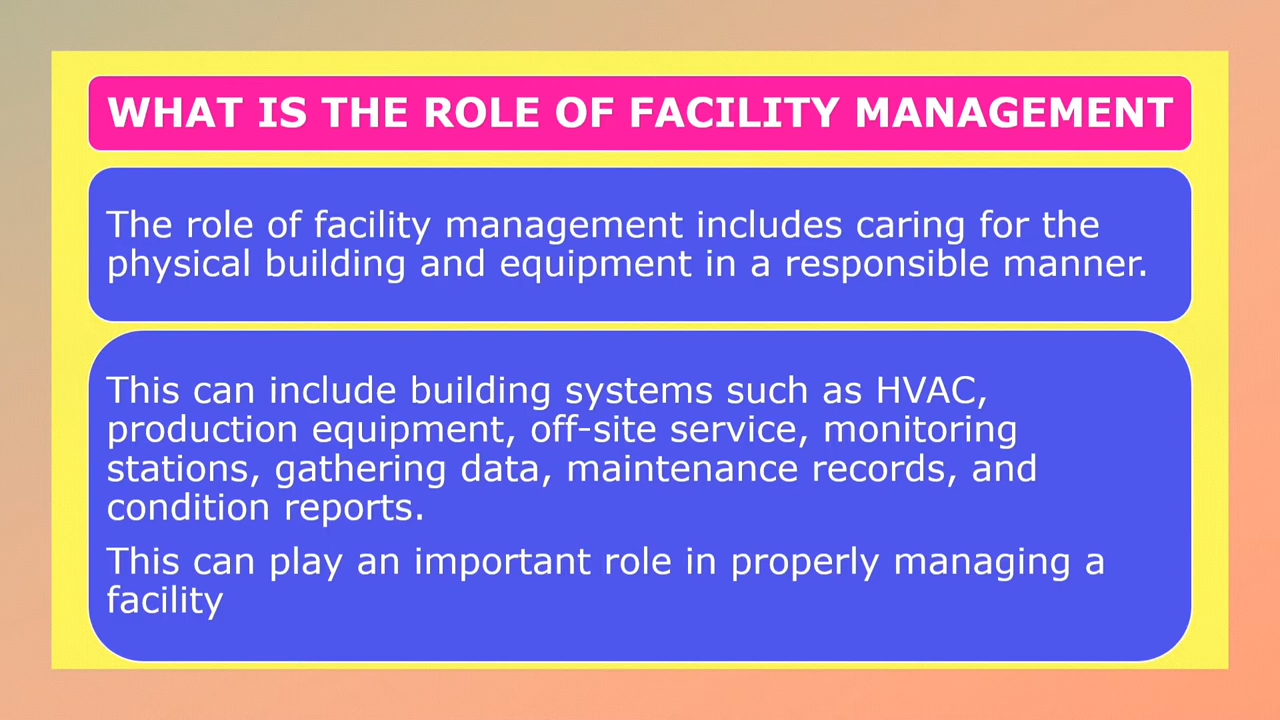 WHAT IS THE ROLE OF FACILITY MANAGEMENT
The role of facility management includes caring for the
physical building and equipment in a responsible manner.
This can include building systems such as HVAC,
production equipment, off-site service, monitoring
stations, gathering data, maintenance records, and
condition reports.
This can play an important role in properly managing a
facility